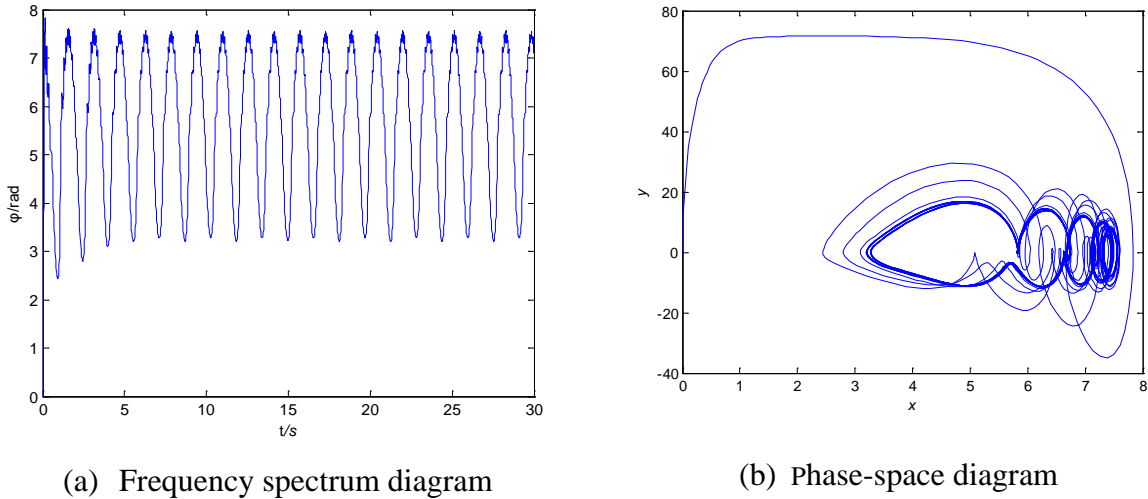 8
7
6
5
4
3
2
1
0
φ/rad
0 5 10 15 20 25 30
t/s
(a) Frequency spectrum diagram
80
60
40
20
0
-20
-40
y
0 1 2 3 4 5 6 7 8
x
(b) Phase-space diagram